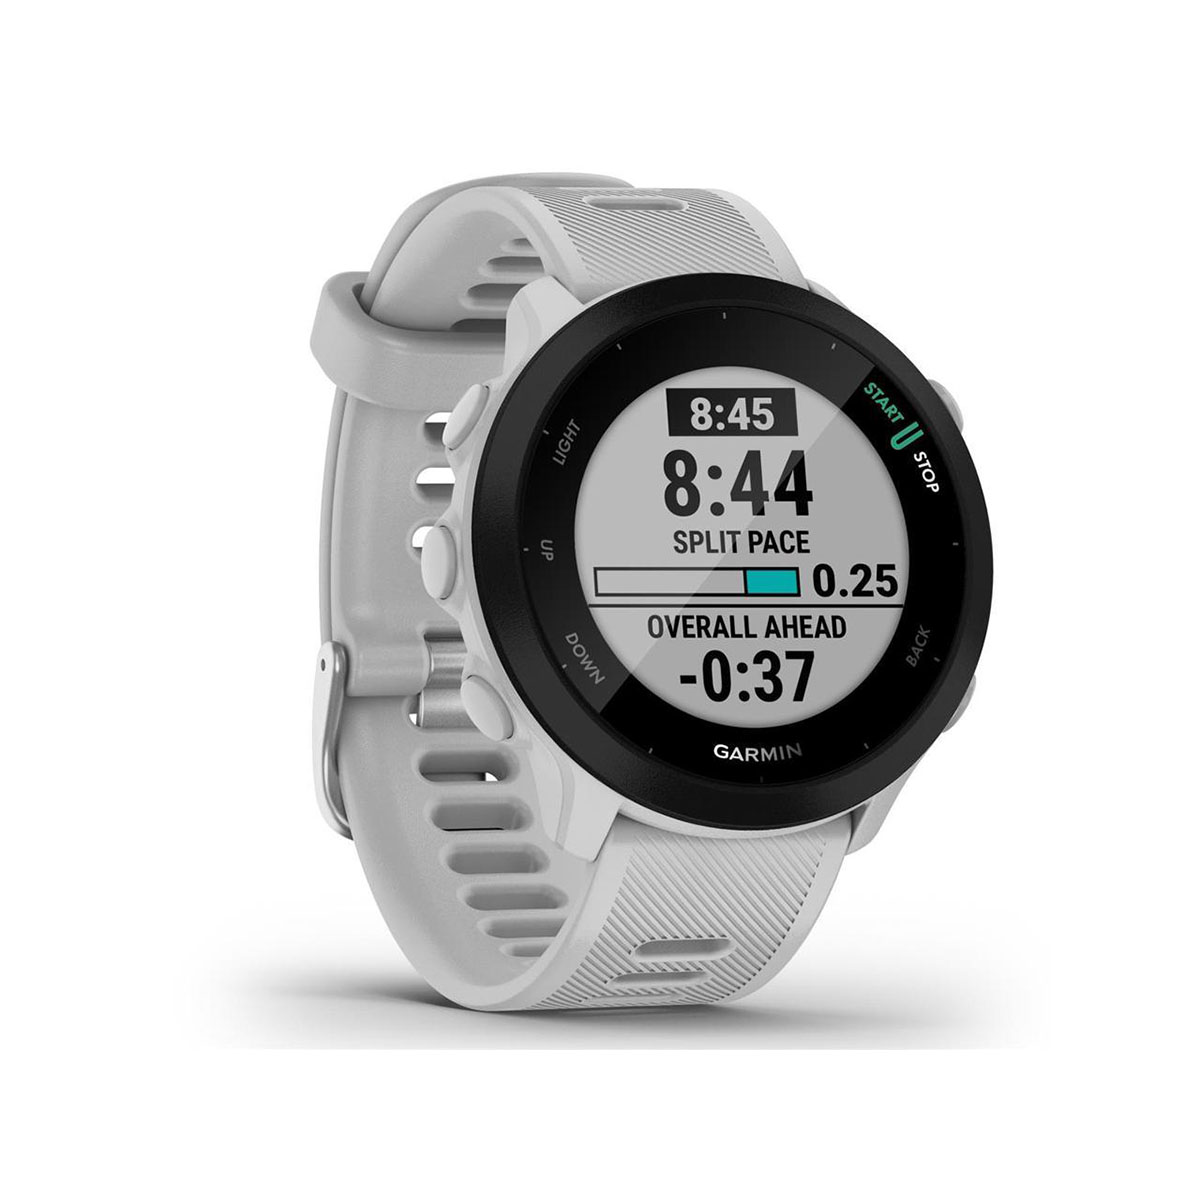 8:45
8:44
SPLIT PACE
0.25
OVERALL AHEAD
-0:37
GARMIN
LIGHT
UP
DOWN
START
STOP
BACK